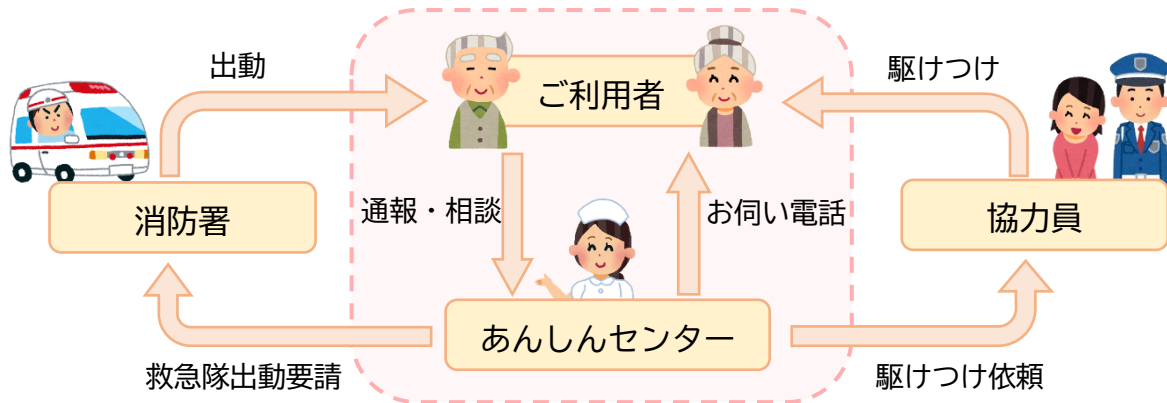 出動
駆けつけ
ご利用者
消防署
通報・相談
お伺い電話
協力員
あんしんセンター
救急隊出動要請
駆けつけ依頼